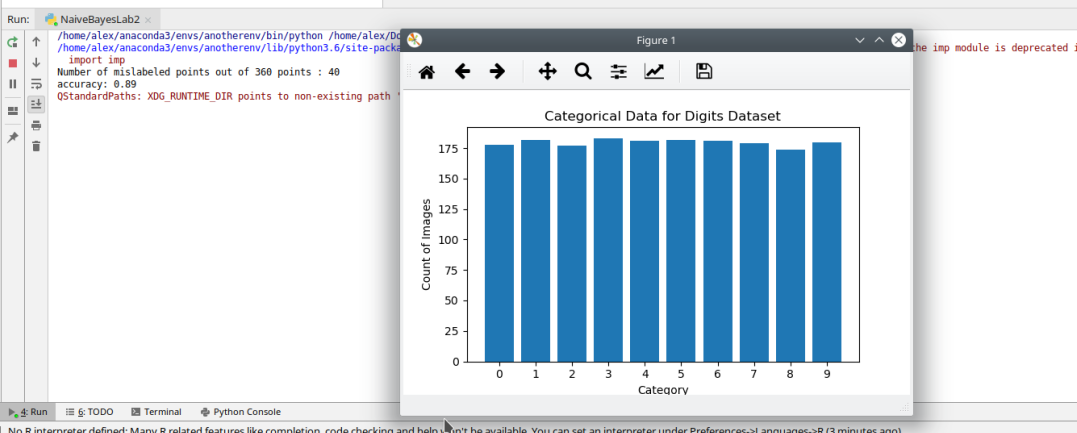 Run: NaiveBayesLab2
/home/alex/anaconda3/envs/anotherenv/bin/python /home/alex/Do
/home/alex/anaconda3/envs/anotherenv/lib/python3.6/site-packa
he imp module is deprecated i
import imp
Number of mislabeled points out of 360 points : 40
accuracy: 0.89
QStandardPaths: XDG_RUNTIME_DIR points to non-existing path '
Figure 1
Categorical Data for Digits Dataset
Count of Images
175
150
125
100
75
50
25
0
0 1 2 3 4 5 6 7 8 9
Category
4: Run 6: TODO Terminal Python Console
No R interpreter defined: Many R related features like completion, code checking and help won't be available. You can set an interpreter under Preferences->Languages->R (3 minutes ago)